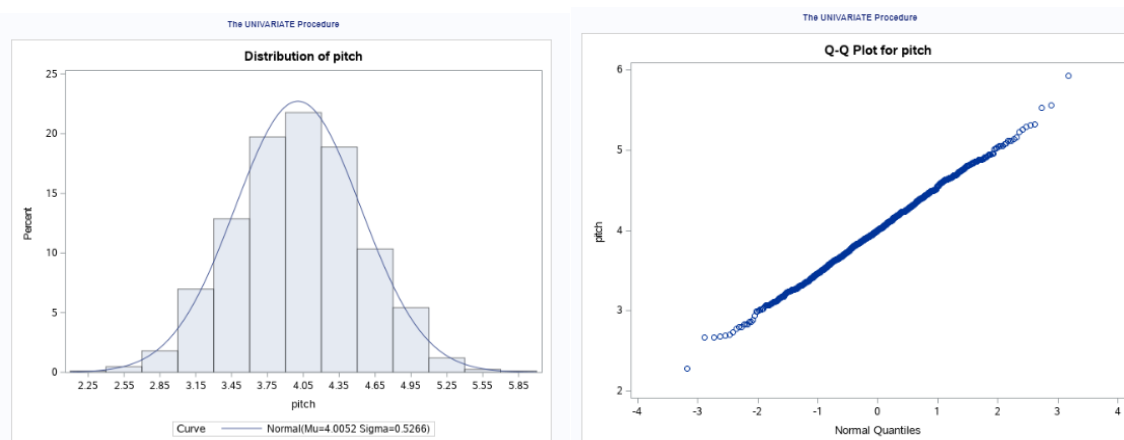 The UNIVARIATE Procedure
Distribution of pitch
25
20
15
10
5
0
Percent
2.25 2.55 2.85 3.15 3.45 3.75 4.05 4.35 4.65 4.95 5.25 5.55 5.85
pitch
Curve Normal(Mu=4.0052 Sigma=0.5266)
The UNIVARIATE Procedure
Q-Q Plot for pitch
6
5
4
3
2
pitch
-4 -3 -2 -1 0 1 2 3 4
Normal Quantiles